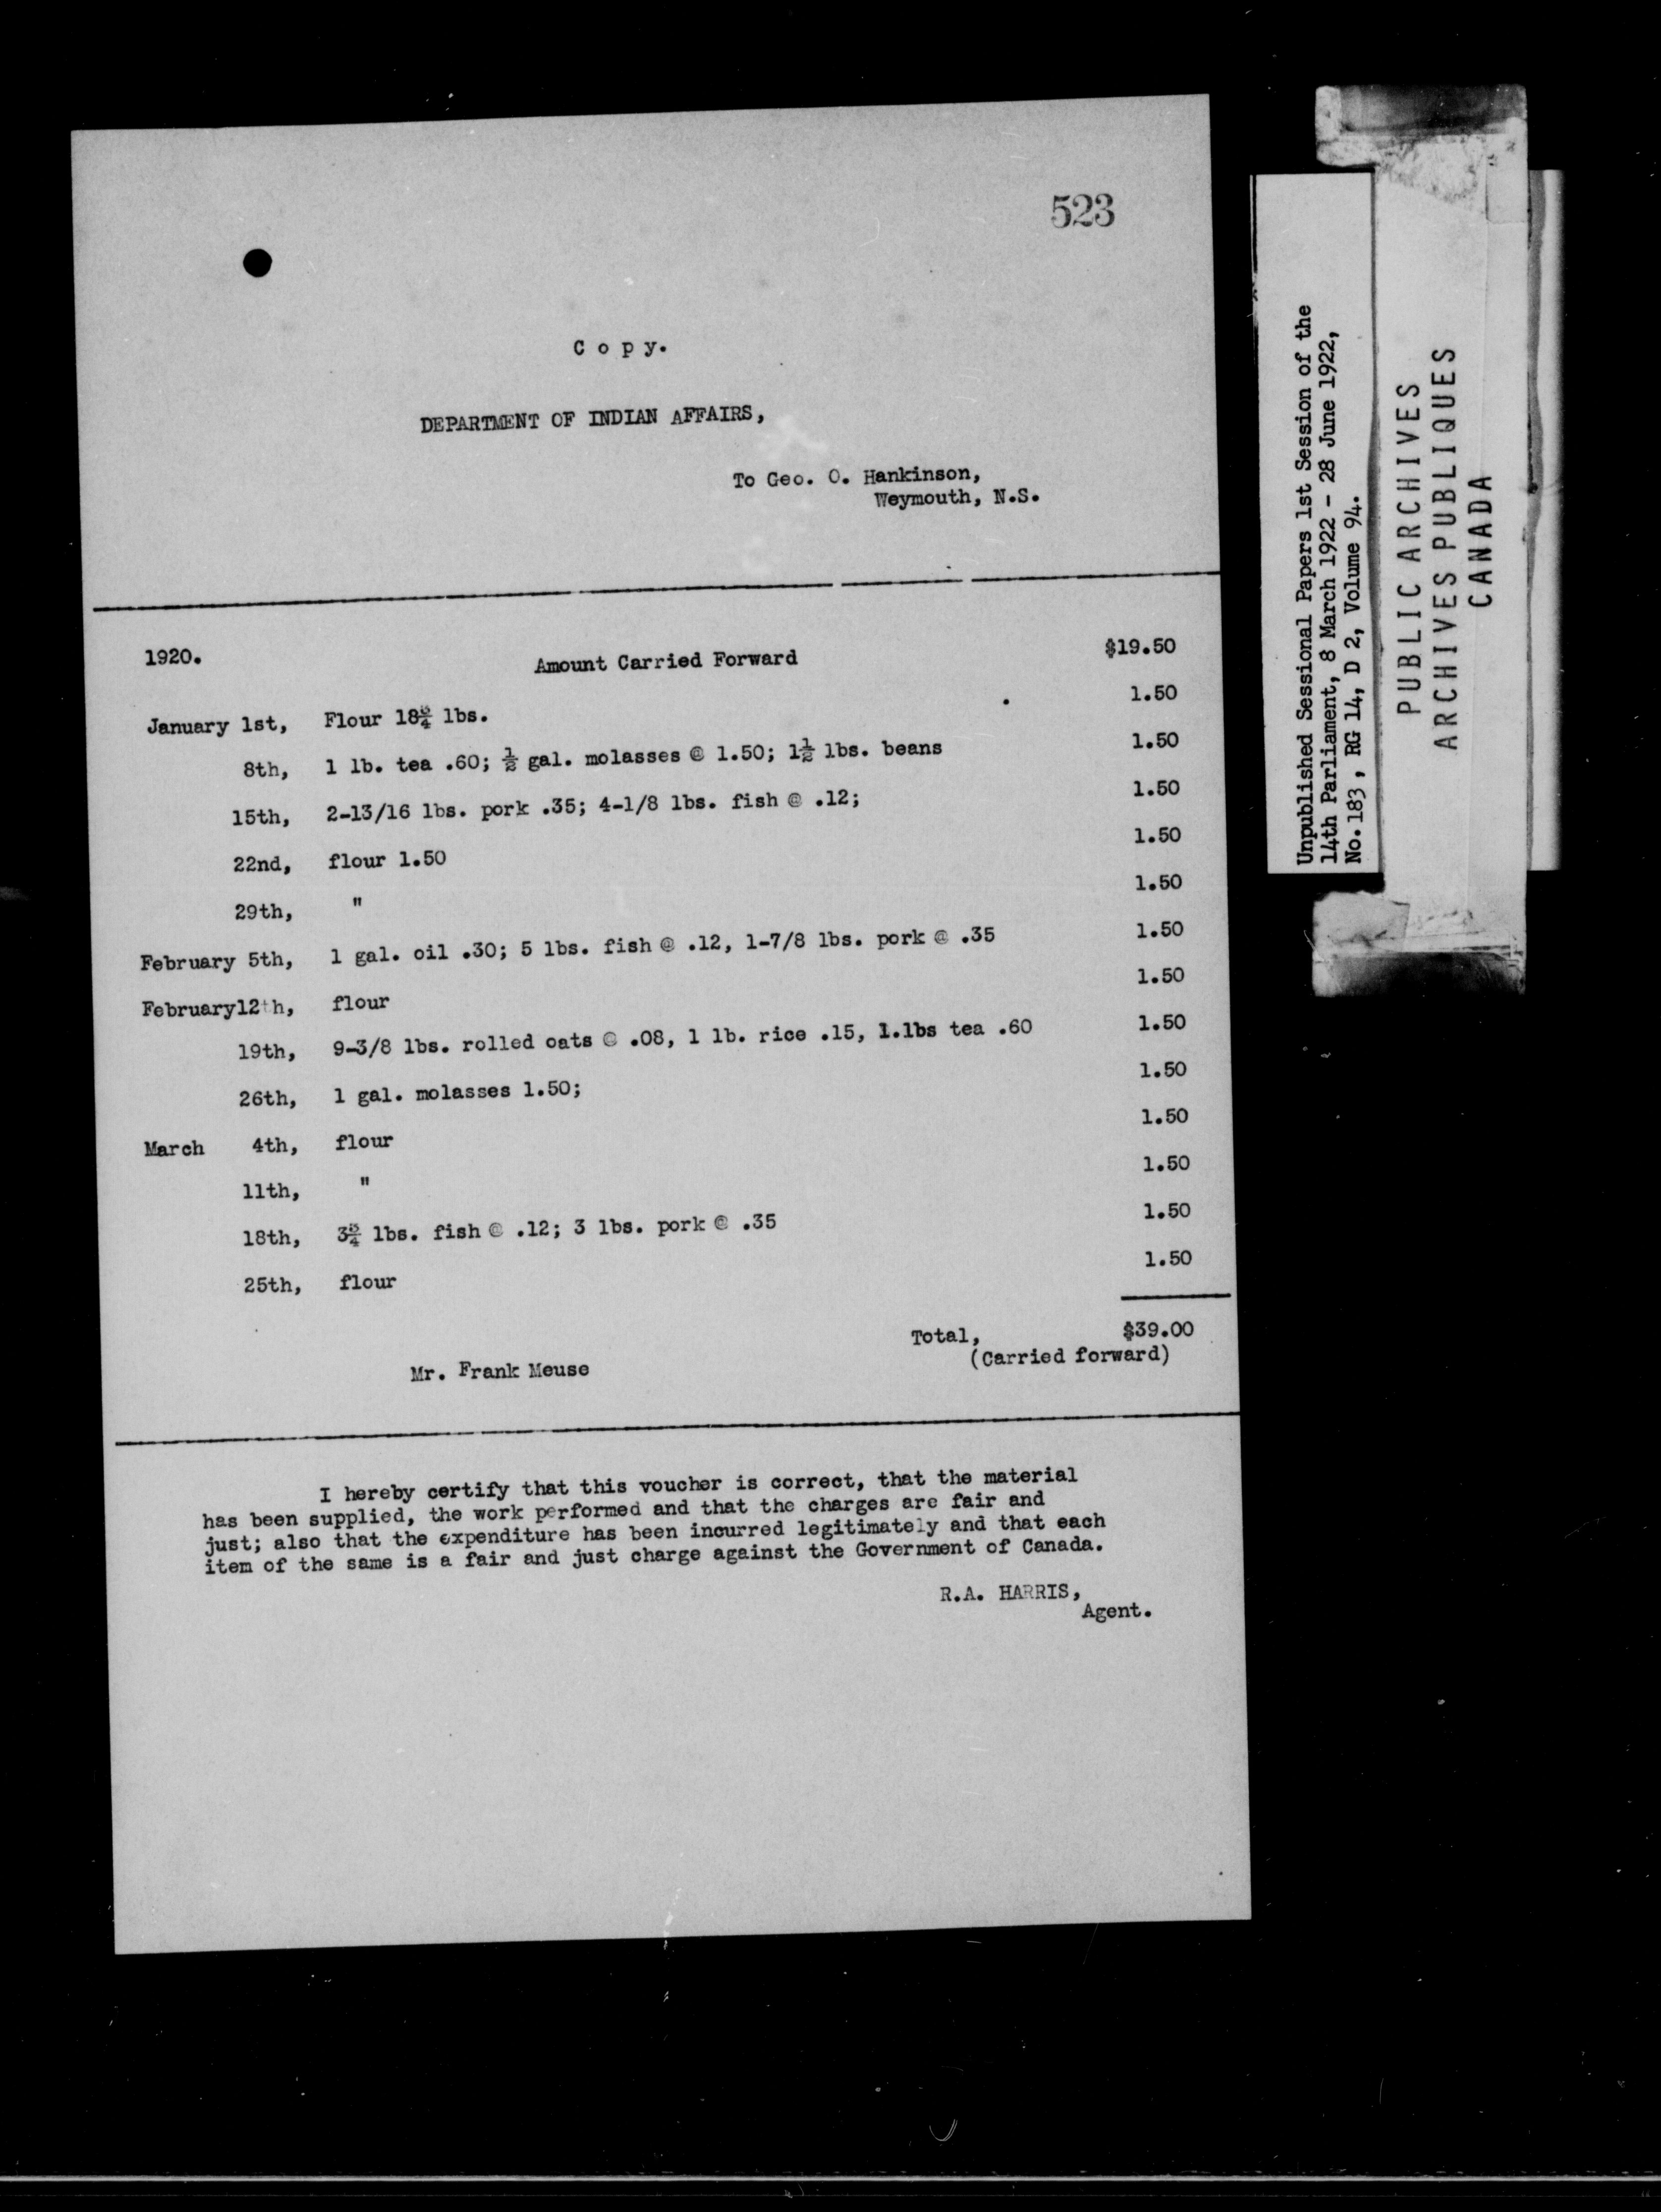 523
Copy.
DEPARTMENT OF INDIAN AFFAIRS,
To Geo. O. Hankinson,
Weymouth, N.S.
1920. Amount Carried Forward $19.50
January 1st, Flour 18¾ lbs. 1.50
8th, 1 lb. tea .60; ½ gal. molasses @ 1.50; 1½ lbs. beans 1.50
15th, 2-13/16 lbs. pork .35; 4-1/8 lbs. fish @ .12; 1.50
22nd, flour 1.50 1.50
29th, " 1.50
February 5th, 1 gal. oil .30; 5 lbs. fish @ .12, 1-7/8 lbs. pork @ .35 1.50
February12th, flour 1.50
19th, 9-3/8 lbs. rolled oats @ .08, 1 lb. rice .15, 1.lbs tea .60 1.50
26th, 1 gal. molasses 1.50; 1.50
March 4th, flour 1.50
11th, " 1.50
18th, 3¾ lbs. fish @ .12; 3 lbs. pork @ .35 1.50
25th, flour 1.50
Total, $39.00
(Carried forward)
Mr. Frank Meuse
I hereby certify that this voucher is correct, that the material
has been supplied, the work performed and that the charges are fair and
just; also that the expenditure has been incurred legitimately and that each
item of the same is a fair and just charge against the Government of Canada.
R.A. HARRIS,
Agent.
Unpublished Sessional Papers 1st Session of the
14th Parliament, 8 March 1922 - 28 June 1922,
No. 183, RG 14, D 2, Volume 94.
PUBLIC ARCHIVES
ARCHIVES PUBLIQUES
CANADA